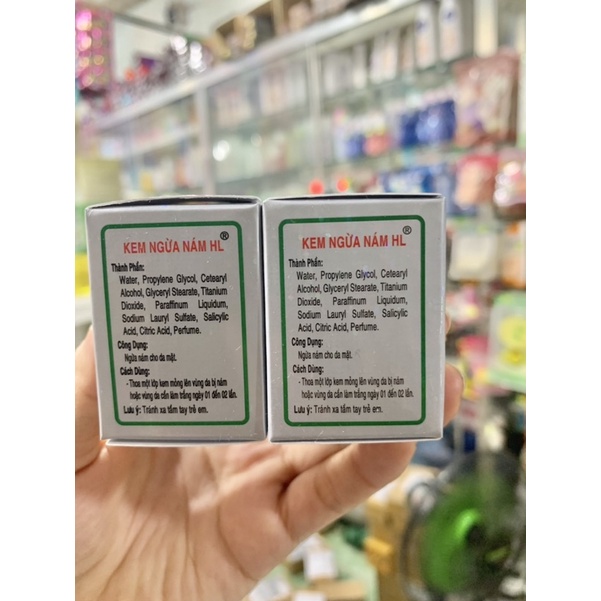 KEM NGỪA NÁM HL ®
Thành Phần:
Water, Propylene Glycol, Cetearyl
Alcohol, Glyceryl Stearate, Titanium
Dioxide, Paraffinum Liquidum,
Sodium Lauryl Sulfate, Salicylic
Acid, Citric Acid, Perfume.
Công Dụng:
Ngừa nám cho da mặt.
Cách Dùng:
- Thoa một lớp kem mỏng lên vùng da bị nám
hoặc vùng da cần làm trắng ngày 01 đến 02 lần.
Lưu ý: Tránh xa tầm tay trẻ em.
KEM NGỪA NÁM HL ®
Thành Phần:
Water, Propylene Glycol, Cetearyl
Alcohol, Glyceryl Stearate, Titanium
Dioxide, Paraffinum Liquidum,
Sodium Lauryl Sulfate, Salicylic
Acid, Citric Acid, Perfume.
Công Dụng:
Ngừa nám cho da mặt.
Cách Dùng:
- Thoa một lớp kem mỏng lên vùng da bị nám
hoặc vùng da cần làm trắng ngày 01 đến 02 lần.
Lưu ý: Tránh xa tầm tay trẻ em.